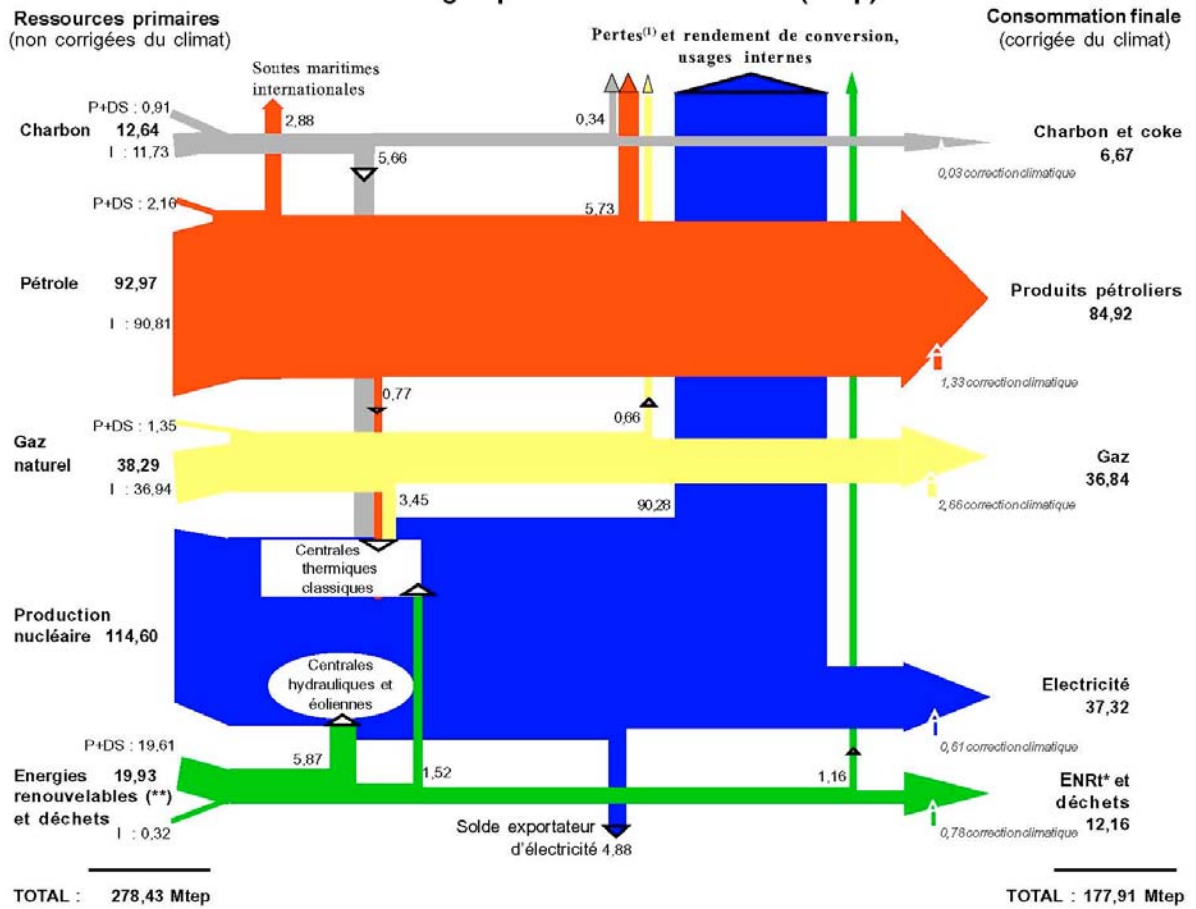 Ressources primaires
(non corrigées du climat)
Consommation finale
(corrigée du climat)
Pertes(1) et rendement de conversion,
usages internes
Soutes maritimes
internationales
P+DS : 0,91
Charbon 12,64
I : 11,73
2,88
5,66
0,34
Charbon et coke
6,67
0,03 correction climatique
P+DS : 2,16
5,73
Pétrole 92,97
I : 90,81
Produits pétroliers
84,92
1,33 correction climatique
0,77
P+DS : 1,35
0,66
Gaz
naturel 38,29
I : 36,94
Gaz
36,84
2,66 correction climatique
3,45
90,28
Centrales
thermiques
classiques
Production
nucléaire 114,60
Centrales
hydrauliques et
éoliennes
Electricité
37,32
0,61 correction climatique
P+DS : 19,61
5,87
1,52
1,16
Energies 19,93
renouvelables (**)
et déchets
I : 0,32
ENRt* et
déchets
12,16
0,78 correction climatique
Solde exportateur
d'électricité 4,88
TOTAL : 278,43 Mtep
TOTAL : 177,91 Mtep